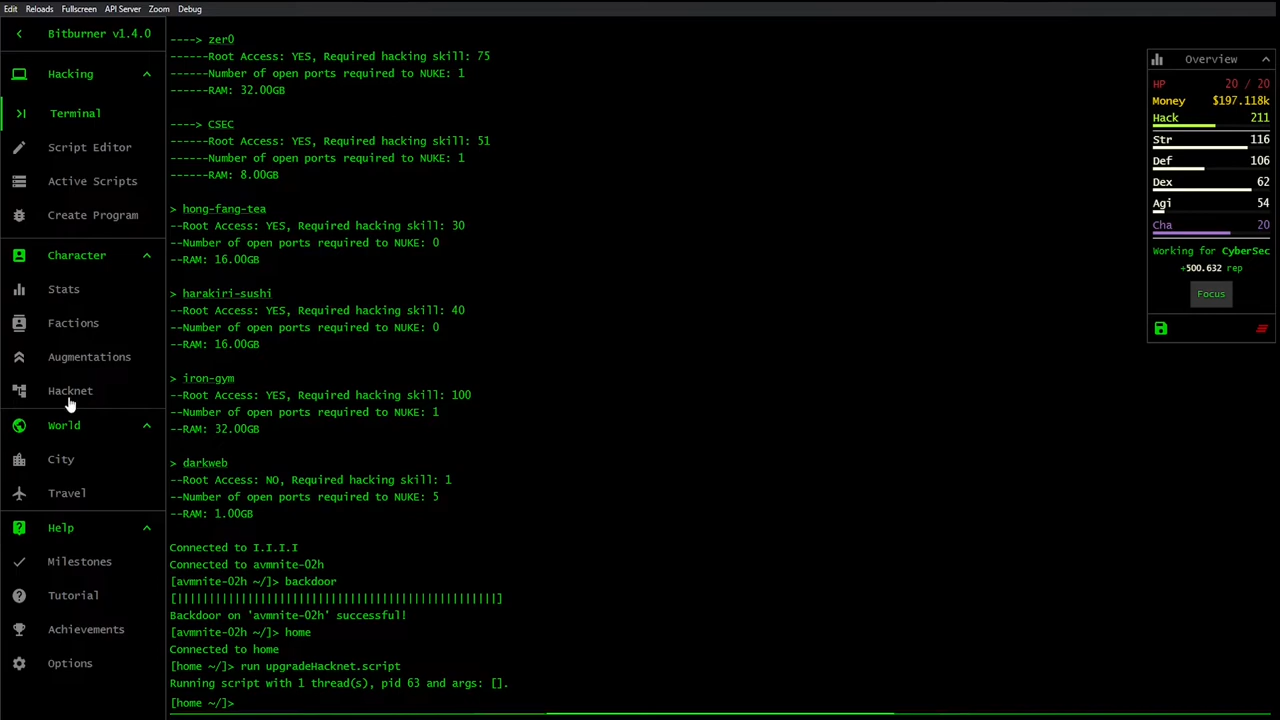 Edit Reloads Fullscreen API Server Zoom Debug
Bitburner v1.4.0
Hacking
Terminal
Script Editor
Active Scripts
Create Program
Character
Stats
Factions
Augmentations
Hacknet
World
City
Travel
Help
Milestones
Tutorial
Achievements
Options
----> zer0
------Root Access: YES, Required hacking skill: 75
------Number of open ports required to NUKE: 1
------RAM: 32.00GB
----> CSEC
------Root Access: YES, Required hacking skill: 51
------Number of open ports required to NUKE: 1
------RAM: 8.00GB
> hong-fang-tea
--Root Access: YES, Required hacking skill: 30
--Number of open ports required to NUKE: 0
--RAM: 16.00GB
> harakiri-sushi
--Root Access: YES, Required hacking skill: 40
--Number of open ports required to NUKE: 0
--RAM: 16.00GB
> iron-gym
--Root Access: YES, Required hacking skill: 100
--Number of open ports required to NUKE: 1
--RAM: 32.00GB
> darkweb
--Root Access: NO, Required hacking skill: 1
--Number of open ports required to NUKE: 5
--RAM: 1.00GB
Connected to I.I.I.I
Connected to avmnite-02h
[avmnite-02h ~/]> backdoor
[||||||||||||||||||||||||||||||||||||||||||||||||||]
Backdoor on 'avmnite-02h' successful!
[avmnite-02h ~/]> home
Connected to home
[home ~/]> run upgradeHacknet.script
Running script with 1 thread(s), pid 63 and args: [].
[home ~/]>
Overview
HP 20 / 20
Money $197.118k
Hack 211
Str 116
Def 106
Dex 62
Agi 54
Cha 20
Working for CyberSec
+500.632 rep
Focus